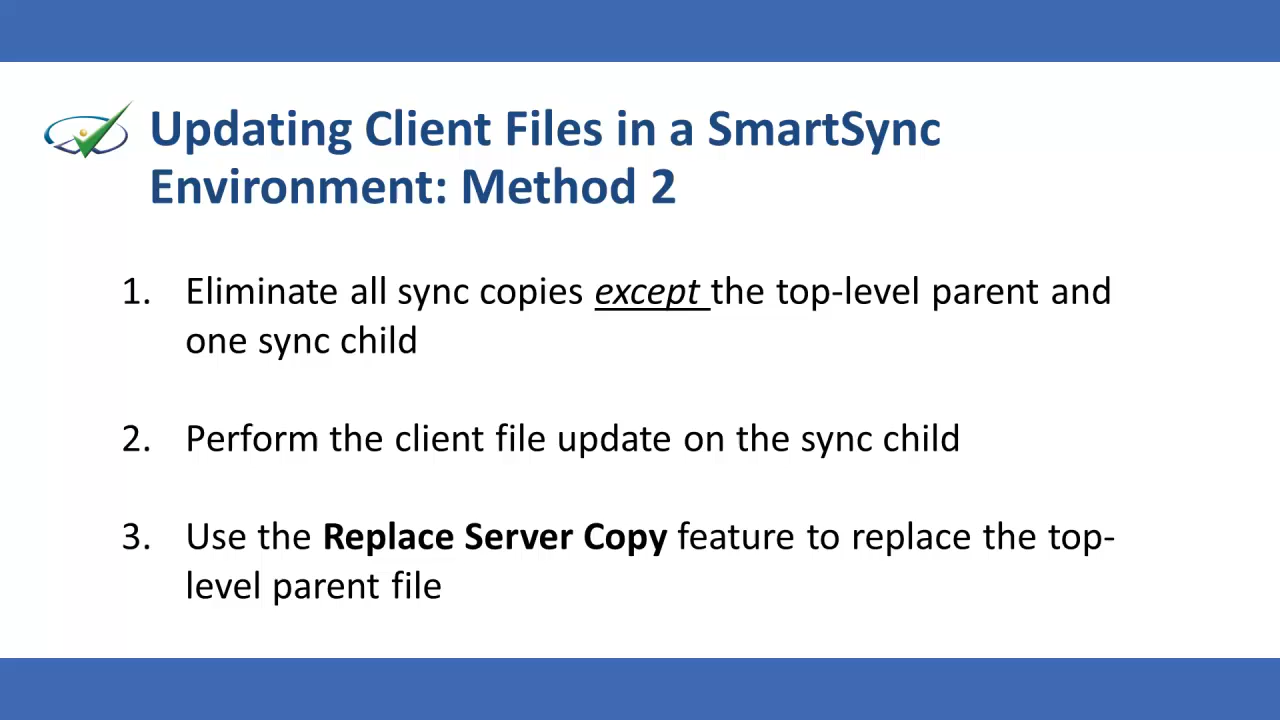 Updating Client Files in a SmartSync
Environment: Method 2
1. Eliminate all sync copies except the top-level parent and
one sync child
2. Perform the client file update on the sync child
3. Use the Replace Server Copy feature to replace the top-
level parent file